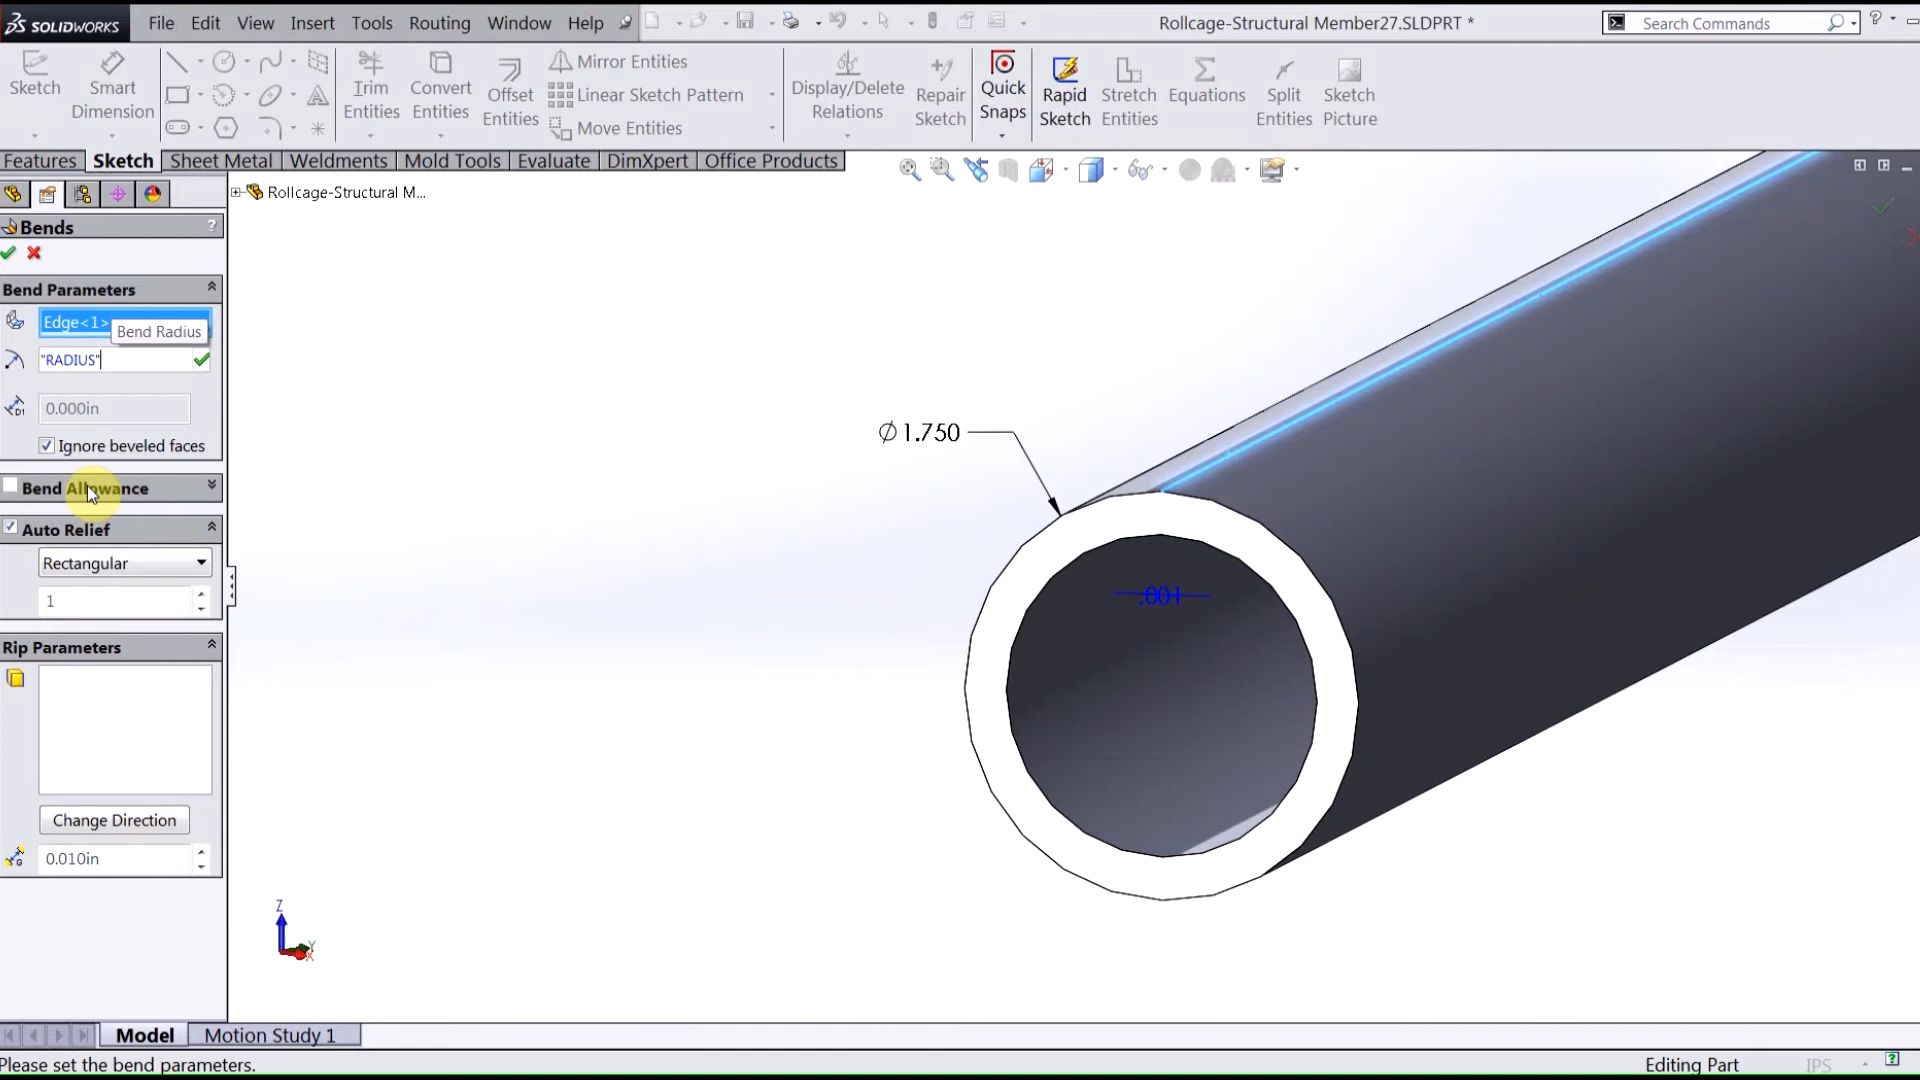 SOLIDWORKS File Edit View Insert Tools Routing Window Help Rollcage-Structural Member27.SLDPRT * Search Commands ?
Sketch Smart Dimension Trim Entities Convert Entities Offset Entities Mirror Entities Linear Sketch Pattern Move Entities Display/Delete Relations Repair Sketch Quick Snaps Rapid Sketch Stretch Entities Equations Split Entities Sketch Picture
Features Sketch Sheet Metal Weldments Mold Tools Evaluate DimXpert Office Products
Rollcage-Structural M...
Bends ?
Bend Parameters
Edge<1>
Bend Radius
"RADIUS"
D1 0.000in
Ignore beveled faces
Bend Allowance
Auto Relief
Rectangular
1
Rip Parameters
Change Direction
G 0.010in
Ø1.750
.001
Z
Y
X
Model Motion Study 1
Please set the bend parameters. Editing Part IPS ?